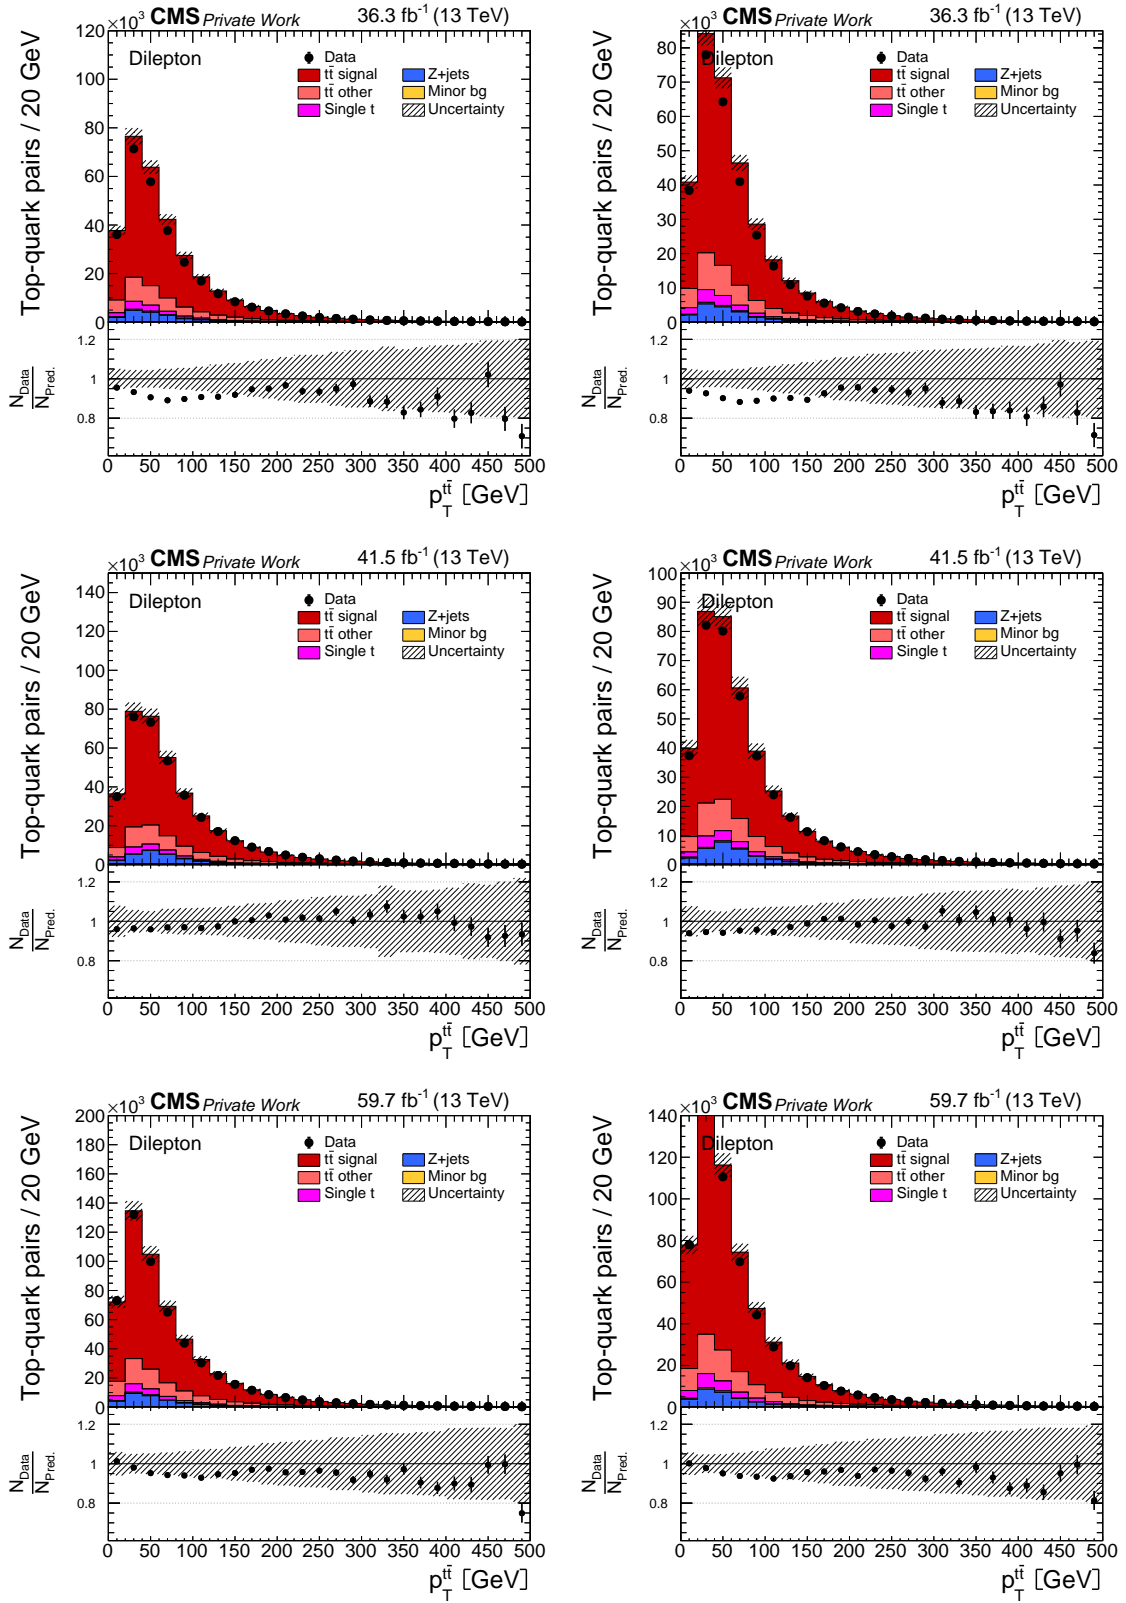 ×10³ CMS Private Work 36.3 fb⁻¹ (13 TeV)
Top-quark pairs / 20 GeV
120
100
80
60
40
20
0
Dilepton
Data
tt̄ signal
tt̄ other
Single t
Z+jets
Minor bg
Uncertainty
N_Data
N_Pred.
1.2
1
0.8
0 50 100 150 200 250 300 350 400 450 500
p_T^{tt̄} [GeV]
×10³ CMS Private Work 36.3 fb⁻¹ (13 TeV)
Top-quark pairs / 20 GeV
80
70
60
50
40
30
20
10
0
Dilepton
Data
tt̄ signal
tt̄ other
Single t
Z+jets
Minor bg
Uncertainty
N_Data
N_Pred.
1.2
1
0.8
0 50 100 150 200 250 300 350 400 450 500
p_T^{tt̄} [GeV]
×10³ CMS Private Work 41.5 fb⁻¹ (13 TeV)
Top-quark pairs / 20 GeV
140
120
100
80
60
40
20
0
Dilepton
Data
tt̄ signal
tt̄ other
Single t
Z+jets
Minor bg
Uncertainty
N_Data
N_Pred.
1.2
1
0.8
0 50 100 150 200 250 300 350 400 450 500
p_T^{tt̄} [GeV]
×10³ CMS Private Work 41.5 fb⁻¹ (13 TeV)
Top-quark pairs / 20 GeV
100
90
80
70
60
50
40
30
20
10
0
Dilepton
Data
tt̄ signal
tt̄ other
Single t
Z+jets
Minor bg
Uncertainty
N_Data
N_Pred.
1.2
1
0.8
0 50 100 150 200 250 300 350 400 450 500
p_T^{tt̄} [GeV]
×10³ CMS Private Work 59.7 fb⁻¹ (13 TeV)
Top-quark pairs / 20 GeV
200
180
160
140
120
100
80
60
40
20
0
Dilepton
Data
tt̄ signal
tt̄ other
Single t
Z+jets
Minor bg
Uncertainty
N_Data
N_Pred.
1.2
1
0.8
0 50 100 150 200 250 300 350 400 450 500
p_T^{tt̄} [GeV]
×10³ CMS Private Work 59.7 fb⁻¹ (13 TeV)
Top-quark pairs / 20 GeV
140
120
100
80
60
40
20
0
Dilepton
Data
tt̄ signal
tt̄ other
Single t
Z+jets
Minor bg
Uncertainty
N_Data
N_Pred.
1.2
1
0.8
0 50 100 150 200 250 300 350 400 450 500
p_T^{tt̄} [GeV]